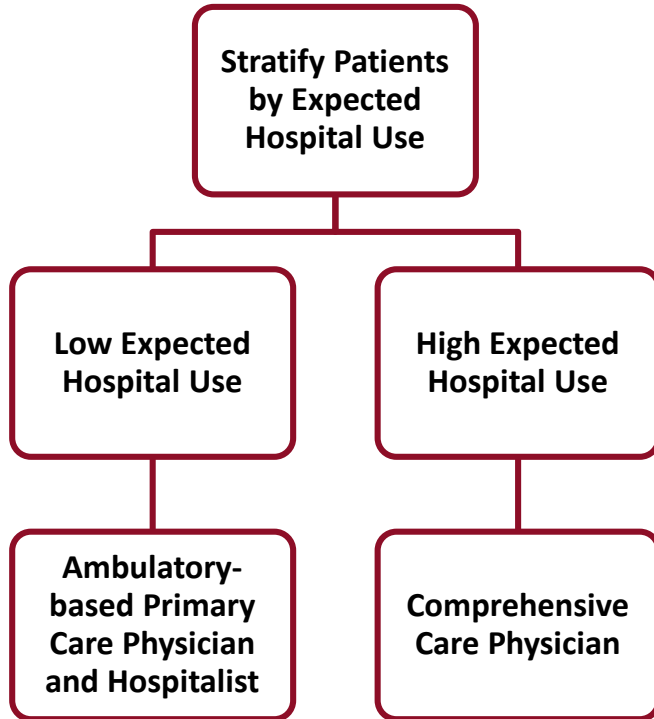 Stratify Patients
by Expected
Hospital Use
Low Expected
Hospital Use
High Expected
Hospital Use
Ambulatory-
based Primary
Care Physician
and Hospitalist
Comprehensive
Care Physician